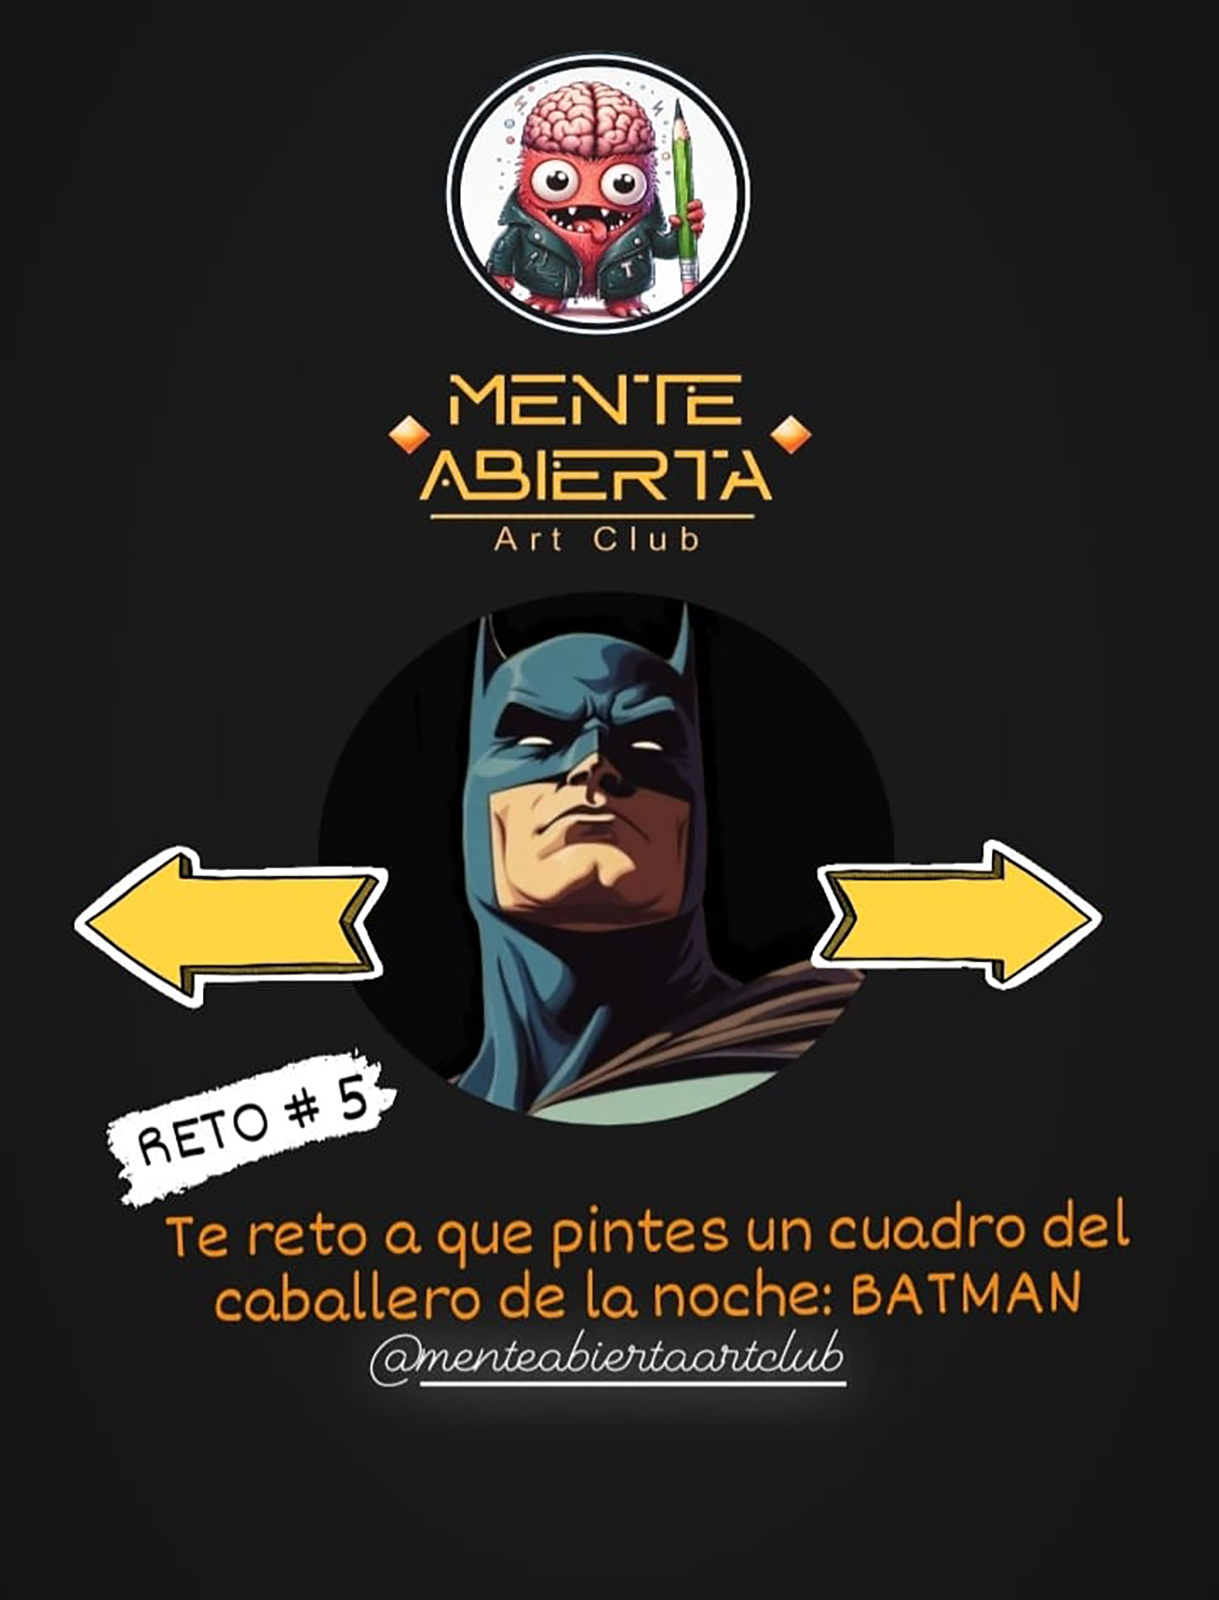 MENTE
ABIERTA
Art Club
RETO # 5
Te reto a que pintes un cuadro del
caballero de la noche: BATMAN
@menteabiertaartclub